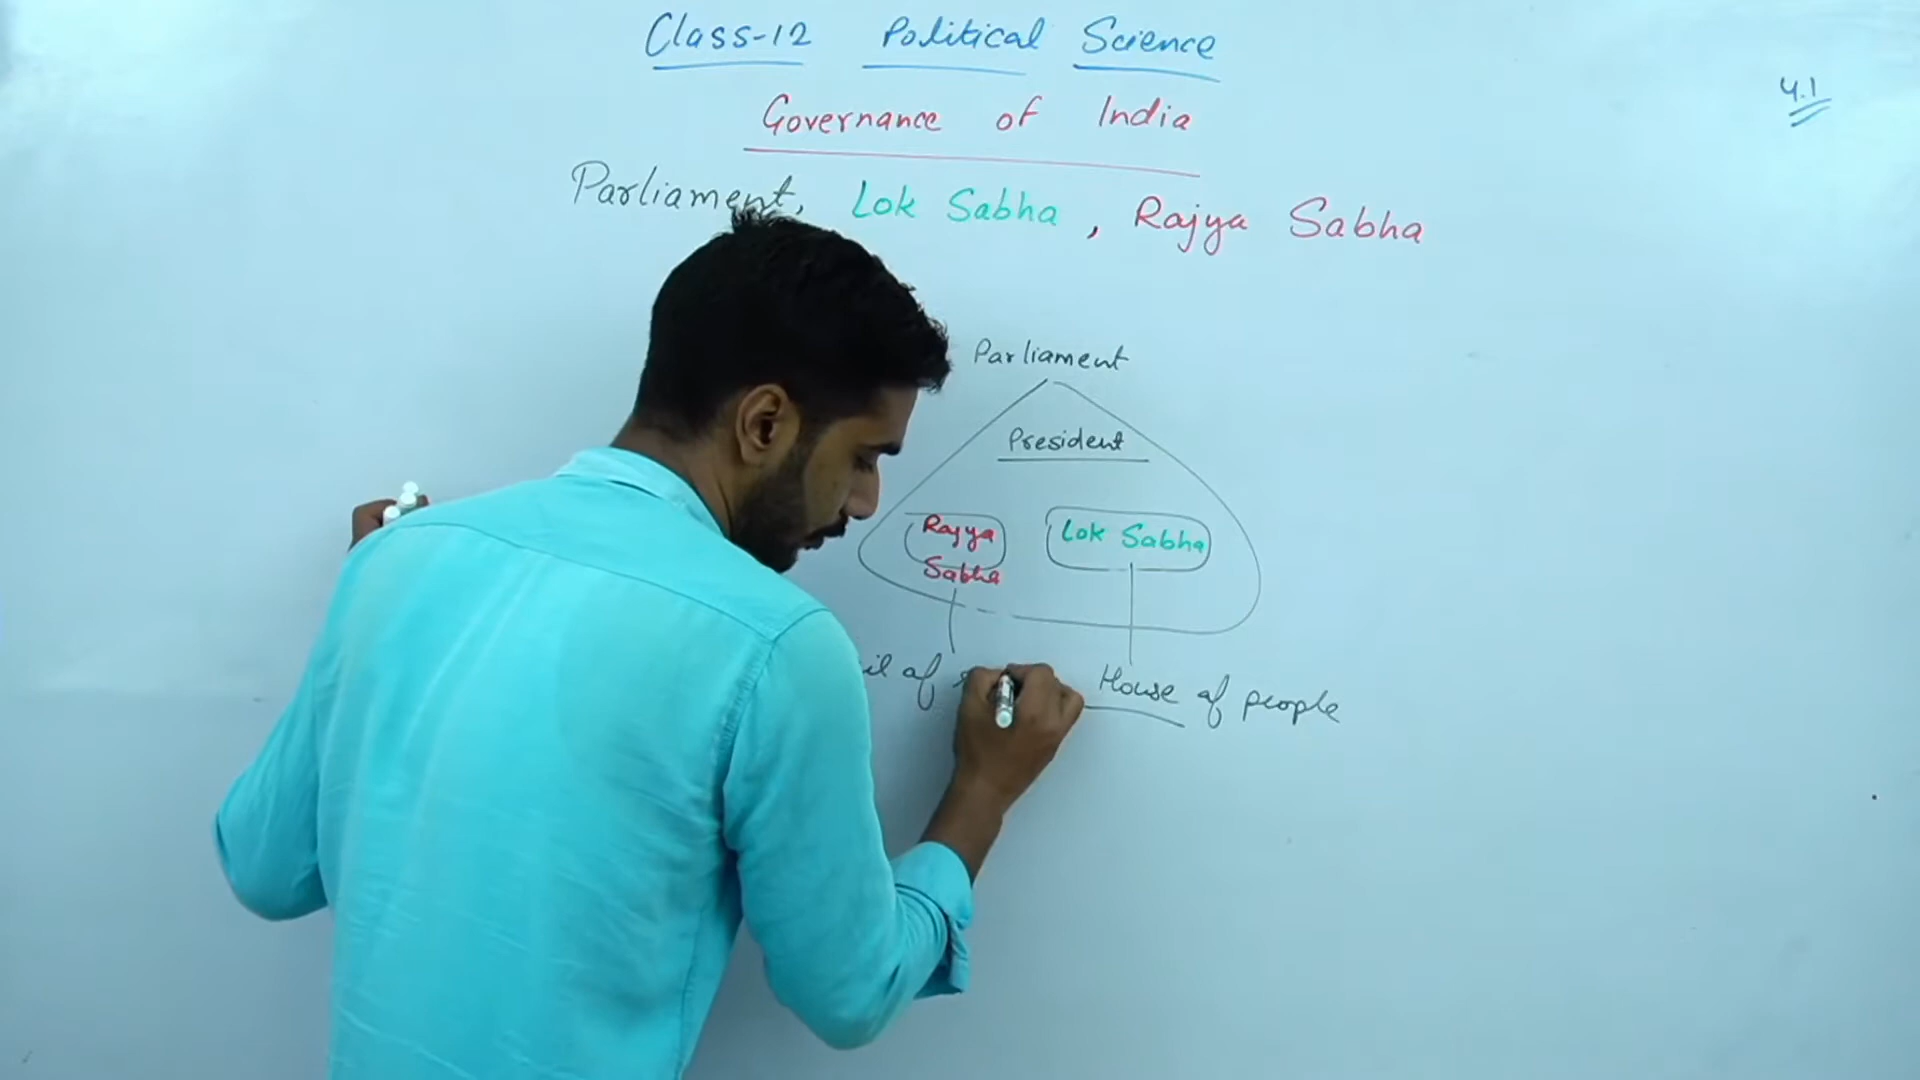 Class-12 Political Science
4.1
Governance of India
Parliament, Lok Sabha, Rajya Sabha
Parliament
President
Rajya Sabha
Lok Sabha
of
House of people